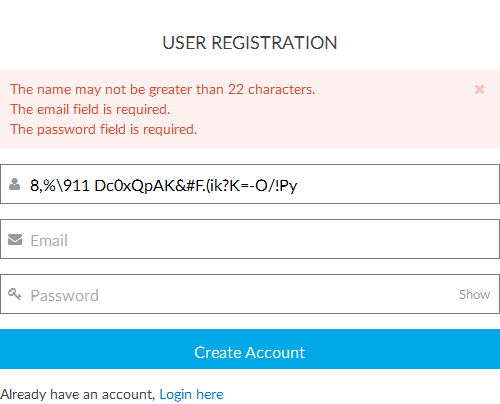 USER REGISTRATION
The name may not be greater than 22 characters.
The email field is required.
The password field is required.
8,%\911 Dc0xQpAK&#F.(ik?K=-O/!Py
Email
Password
Show
Create Account
Already have an account, Login here